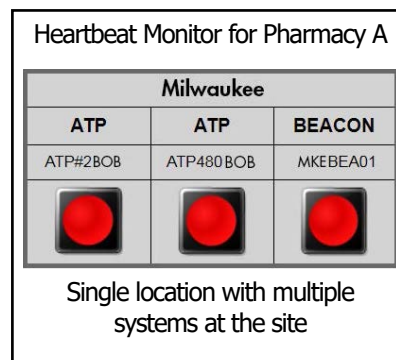 Heartbeat Monitor for Pharmacy A
Milwaukee
ATP ATP BEACON
ATP#2BOB ATP480BOB MKEBEA01
Single location with multiple
systems at the site